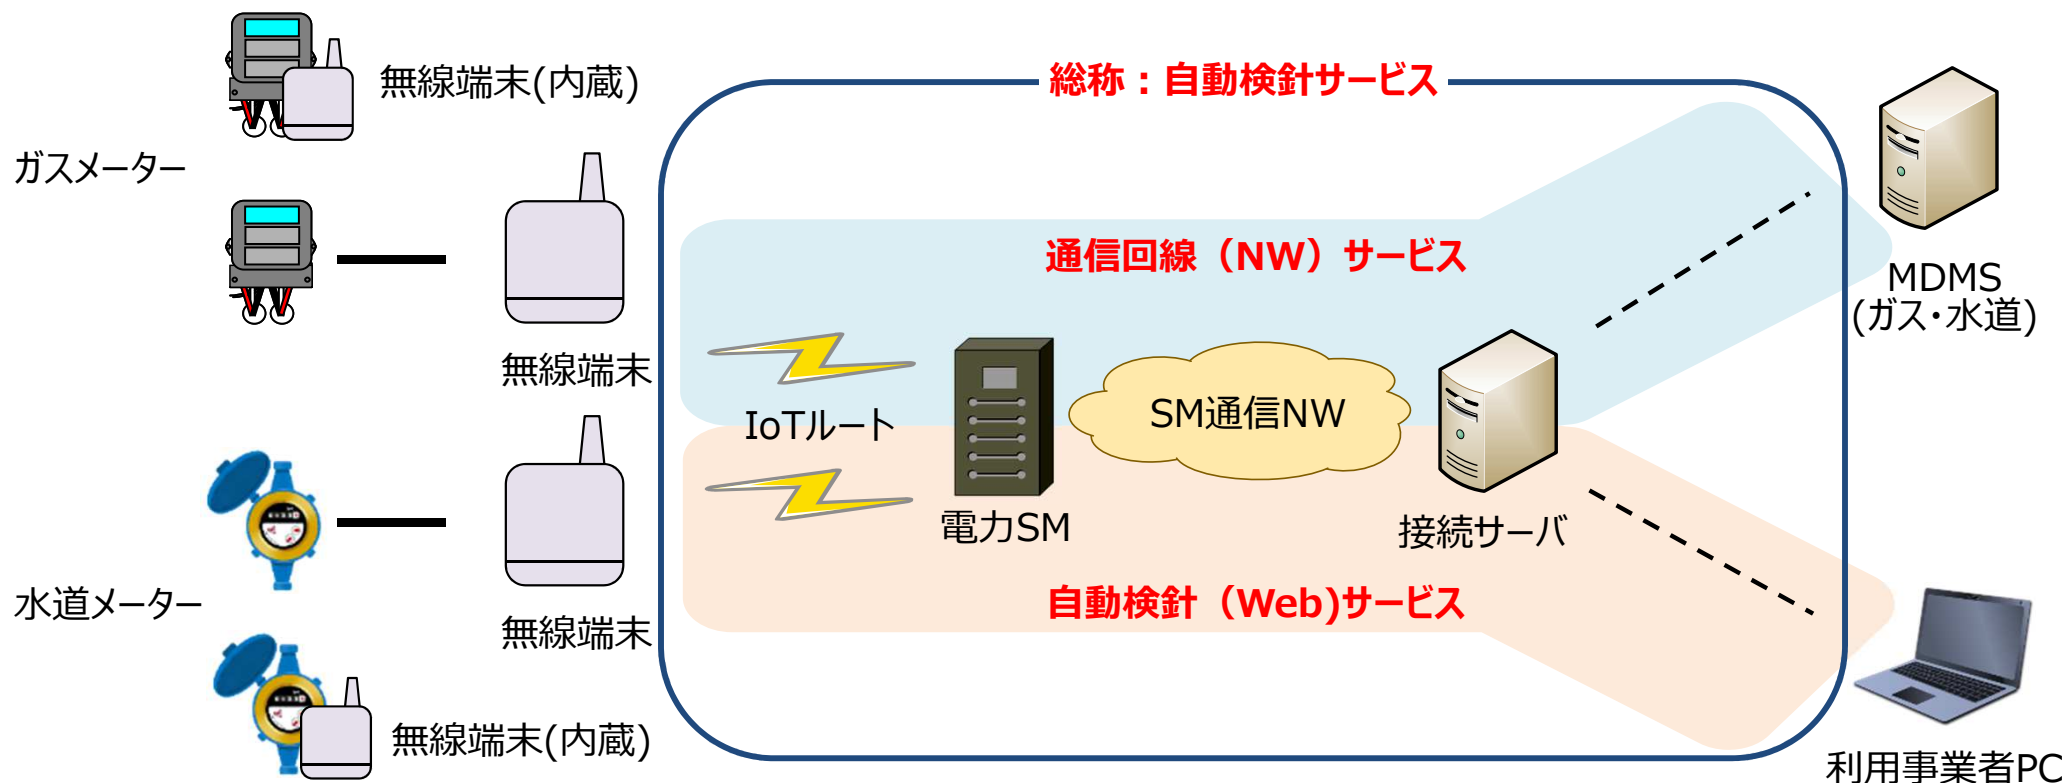 無線端末(内蔵)
総称：自動検針サービス
ガスメーター
通信回線（NW）サービス
MDMS
(ガス・水道)
無線端末
IoTルート
SM通信NW
電力SM
接続サーバ
水道メーター
自動検針（Web)サービス
無線端末
無線端末(内蔵)
利用事業者PC